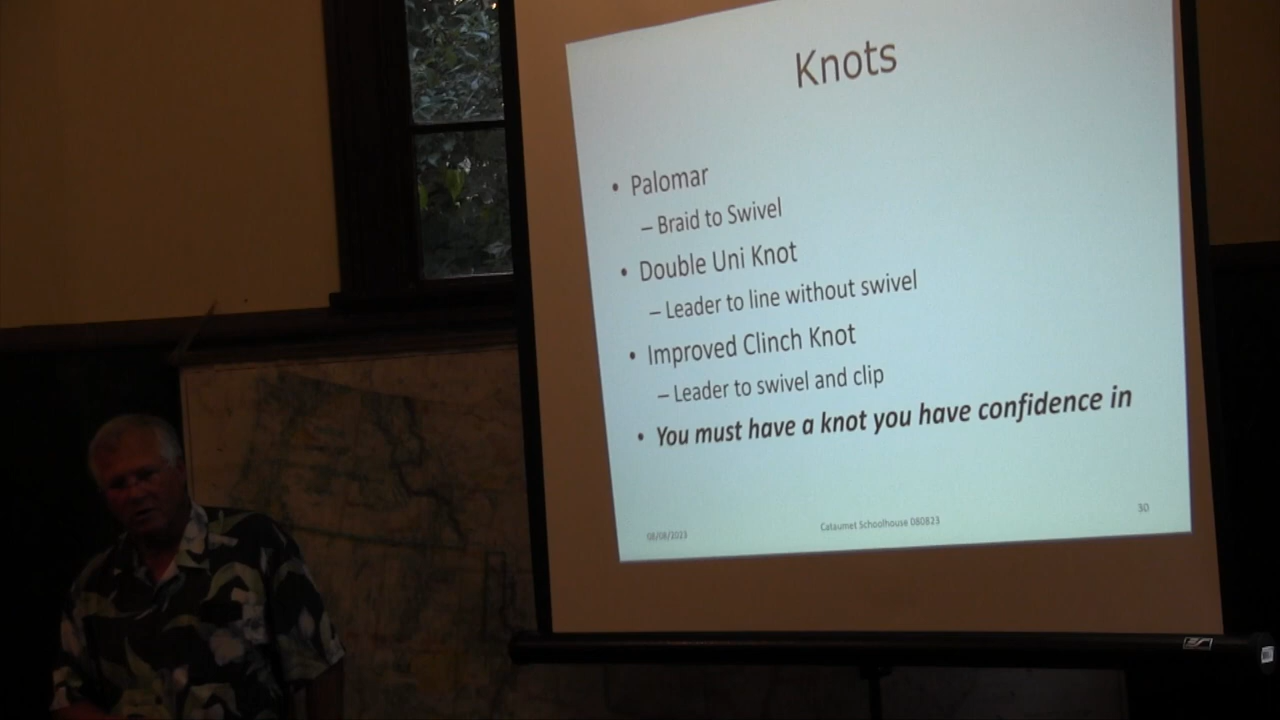 Knots
• Palomar
– Braid to Swivel
• Double Uni Knot
– Leader to line without swivel
• Improved Clinch Knot
– Leader to swivel and clip
• You must have a knot you have confidence in
08/08/2023
Cataumet Schoolhouse 080823
30